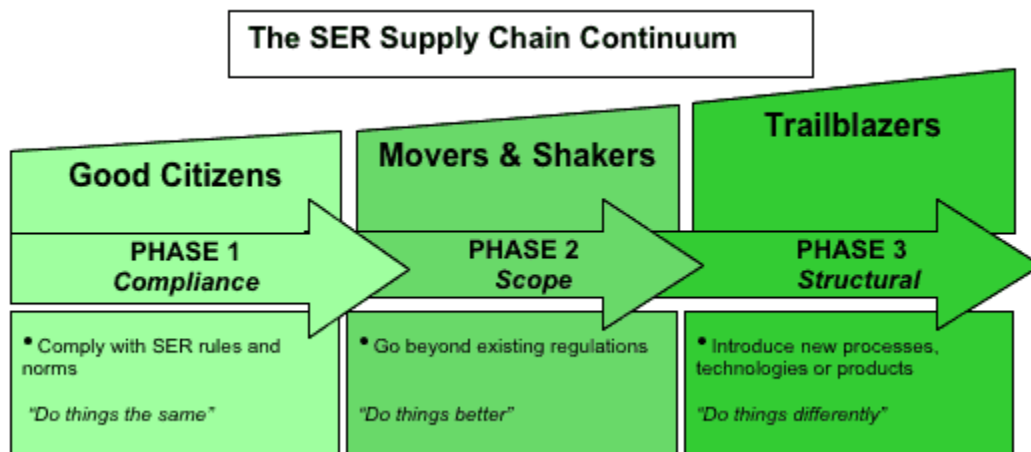 The SER Supply Chain Continuum
Good Citizens
Movers & Shakers
Trailblazers
PHASE 1
Compliance
PHASE 2
Scope
PHASE 3
Structural
• Comply with SER rules and
norms
"Do things the same"
• Go beyond existing regulations
"Do things better"
• Introduce new processes,
technologies or products
"Do things differently"